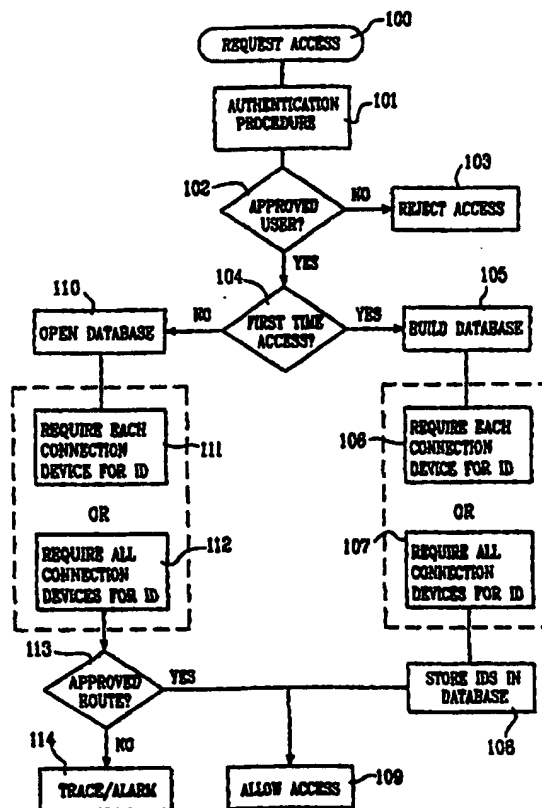 100
REQUEST ACCESS
AUTHENTICATION
PROCEDURE
101
102
APPROVED
USER?
NO
103
REJECT ACCESS
YES
104
FIRST TIME
ACCESS?
NO
YES
110
OPEN DATABASE
105
BUILD DATABASE
REQUIRE EACH
CONNECTION
DEVICE FOR ID
111
106
REQUIRE EACH
CONNECTION
DEVICE FOR ID
OR
OR
REQUIRE ALL
CONNECTION
DEVICES FOR ID
112
107
REQUIRE ALL
CONNECTION
DEVICES FOR ID
113
APPROVED
ROUTE?
YES
NO
STORE IDS IN
DATABASE
108
114
TRACE/ALARM
ALLOW ACCESS
109